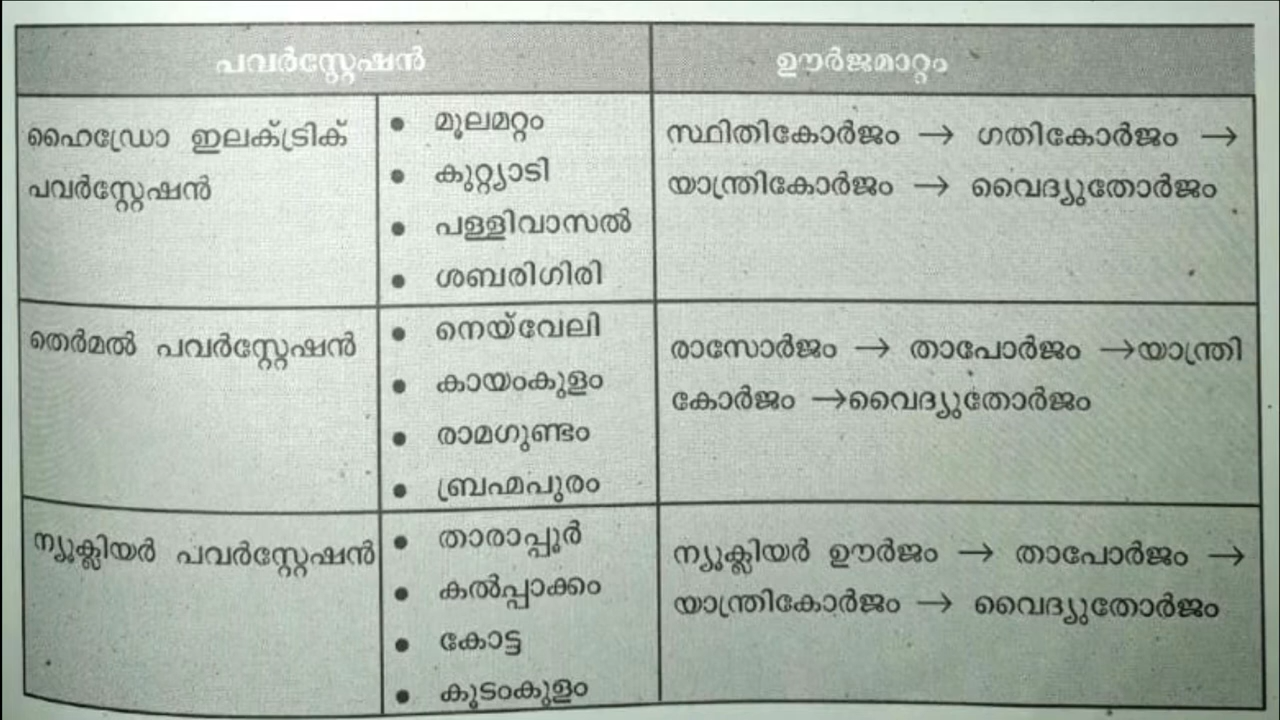 പവർസ്റ്റേഷൻ
ഊർജമാറ്റം
ഹൈഡ്രോ ഇലക്ട്രിക്
പവർസ്റ്റേഷൻ
• മൂലമറ്റം
• കുറ്റ്യാടി
• പള്ളിവാസൽ
• ശബരിഗിരി
സ്ഥിതികോർജം → ഗതികോർജം →
യാന്ത്രികോർജം → വൈദ്യുതോർജം
തെർമൽ പവർസ്റ്റേഷൻ
• നെയ്‌വേലി
• കായംകുളം
• രാമഗുണ്ടം
• ബ്രഹ്മപുരം
രാസോർജം → താപോർജം →യാന്ത്രി
കോർജം →വൈദ്യുതോർജം
ന്യൂക്ലിയർ പവർസ്റ്റേഷൻ
• താരാപ്പൂർ
• കൽപ്പാക്കം
• കോട്ട
• കൂടംകുളം
ന്യൂക്ലിയർ ഊർജം → താപോർജം →
യാന്ത്രികോർജം → വൈദ്യുതോർജം